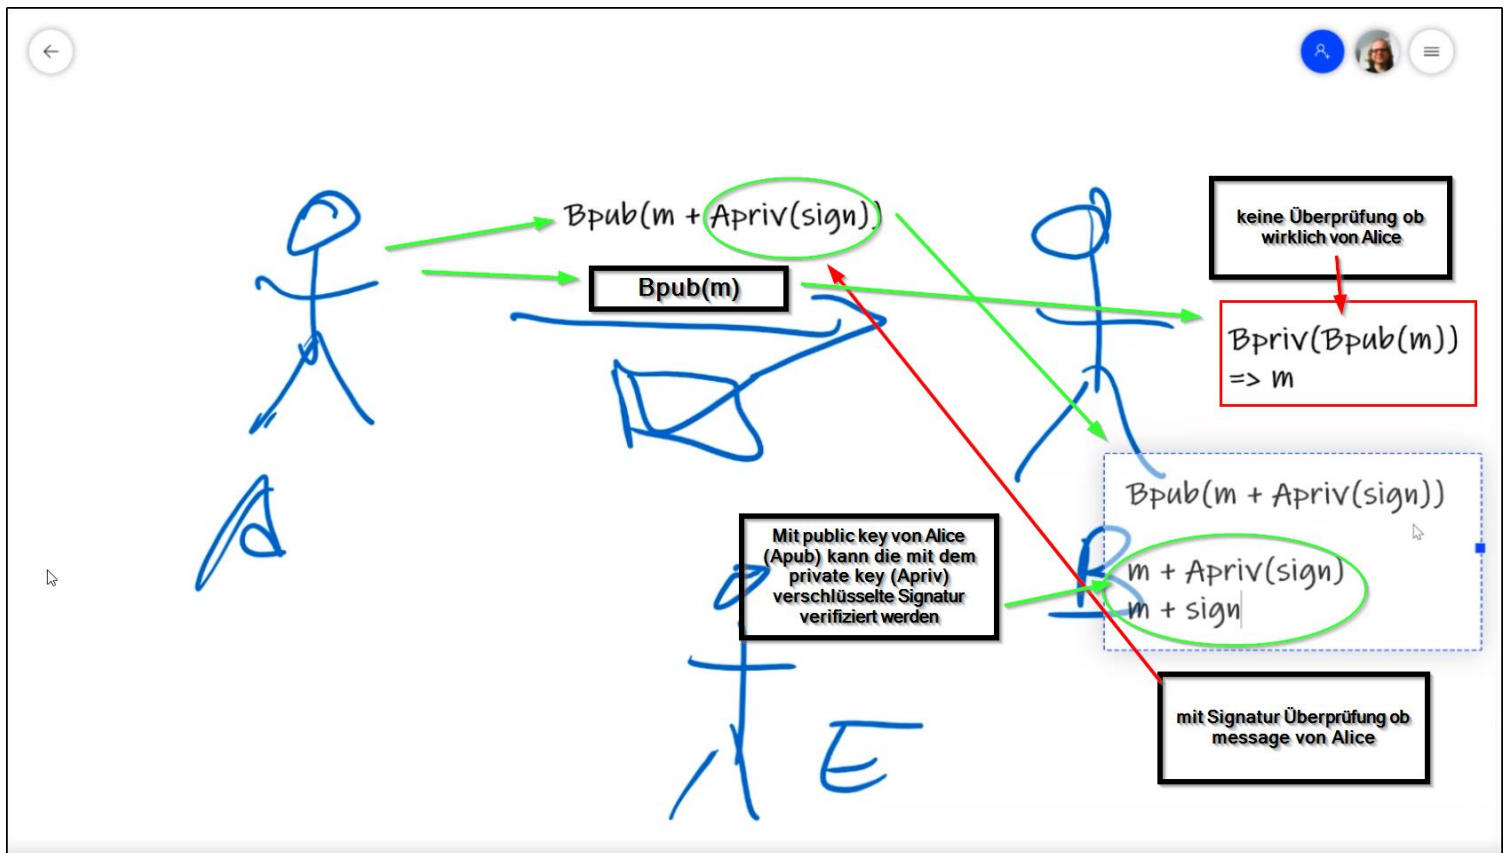 Bpub(m + Apriv(sign))
Bpub(m)
keine Überprüfung ob
wirklich von Alice
Bpriv(Bpub(m))
=> m
A
B
Bpub(m + Apriv(sign))
m + Apriv(sign)
m + sign
Mit public key von Alice
(Apub) kann die mit dem
private key (Apriv)
verschlüsselte Signatur
verifiziert werden
E
mit Signatur Überprüfung ob
message von Alice